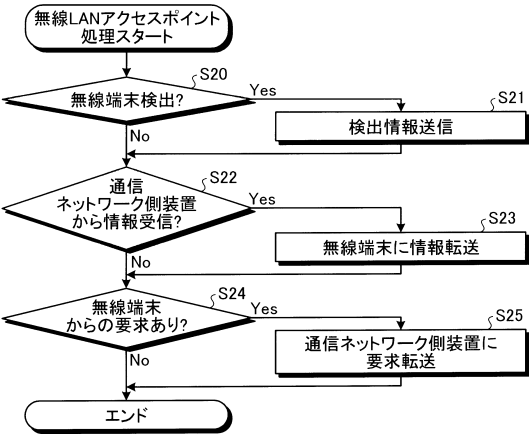 無線LANアクセスポイント
処理スタート
S20
無線端末検出?
Yes
S21
検出情報送信
No
S22
通信
ネットワーク側装置
から情報受信?
Yes
S23
無線端末に情報転送
No
S24
無線端末
からの要求あり?
Yes
S25
通信ネットワーク側装置に
要求転送
No
エンド